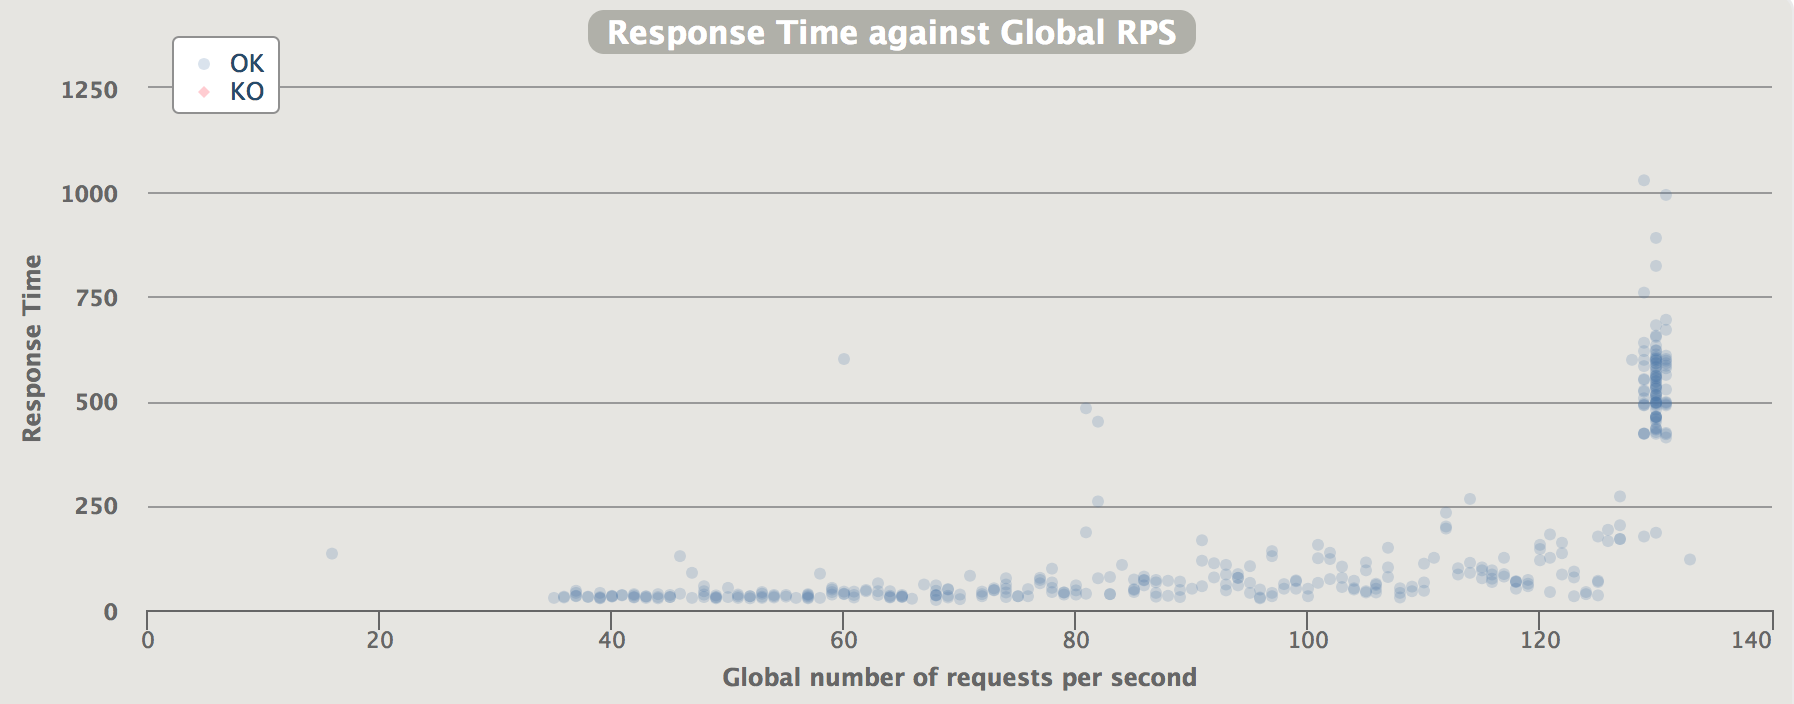 Response Time against Global RPS
OK
KO
1250
1000
750
500
250
0
Response Time
0 20 40 60 80 100 120 140
Global number of requests per second